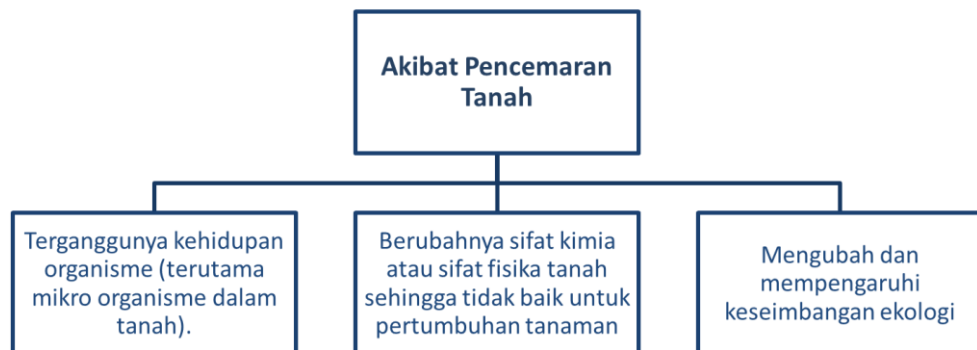 Akibat Pencemaran
Tanah
Terganggunya kehidupan
organisme (terutama
mikro organisme dalam
tanah).
Berubahnya sifat kimia
atau sifat fisika tanah
sehingga tidak baik untuk
pertumbuhan tanaman
Mengubah dan
mempengaruhi
keseimbangan ekologi